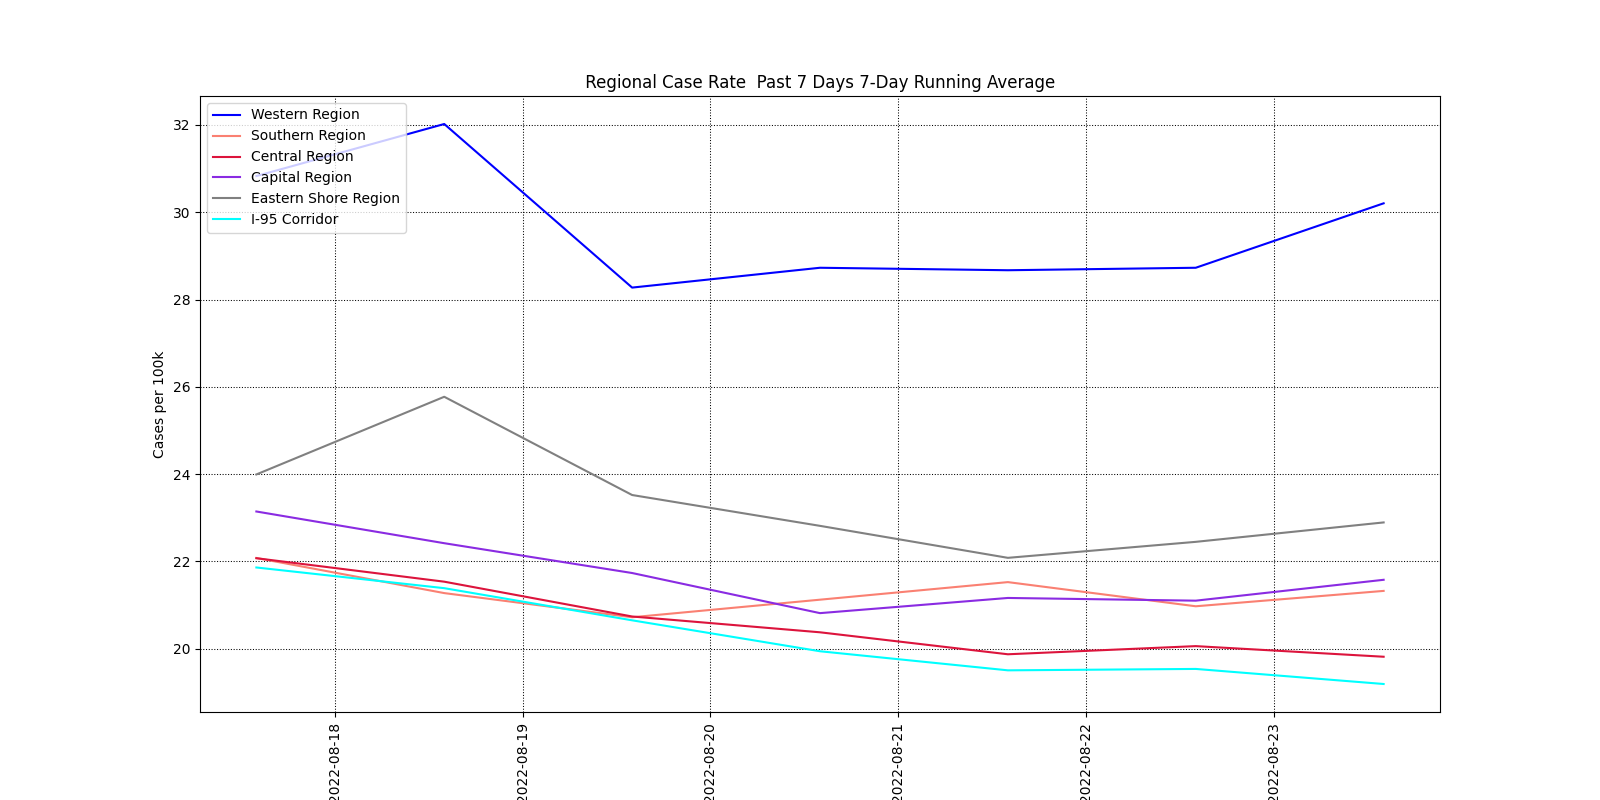 Regional Case Rate  Past 7 Days 7-Day Running Average
Western Region
Southern Region
Central Region
Capital Region
Eastern Shore Region
I-95 Corridor
Cases per 100k
32
30
28
26
24
22
20
2022-08-18
2022-08-19
2022-08-20
2022-08-21
2022-08-22
2022-08-23